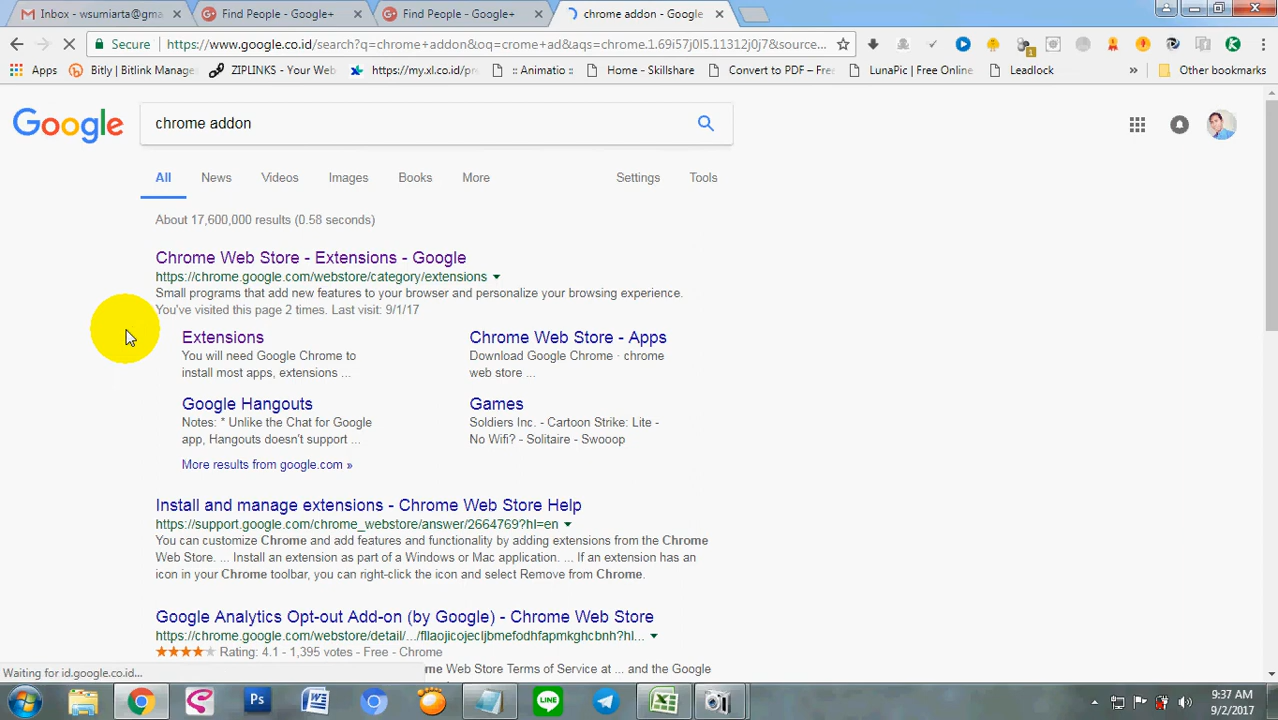 Inbox - wsumiarta@gma
Find People - Google+
Find People - Google+
chrome addon - Google
Secure
https://www.google.co.id/search?q=chrome+addon&oq=crome+ad&aqs=chrome.1.69i57j0l5.11312j0j7&source...
Apps
Bitly | Bitlink Manage
ZIPLINKS - Your Web
https://my.xl.co.id/pro
:: Animatio ::
Home - Skillshare
Convert to PDF – Free
LunaPic | Free Online
Leadlock
»
Other bookmarks
Google
chrome addon
All
News
Videos
Images
Books
More
Settings
Tools
About 17,600,000 results (0.58 seconds)
Chrome Web Store - Extensions - Google
https://chrome.google.com/webstore/category/extensions
Small programs that add new features to your browser and personalize your browsing experience.
You've visited this page 2 times. Last visit: 9/1/17
Extensions
You will need Google Chrome to
install most apps, extensions ...
Chrome Web Store - Apps
Download Google Chrome · chrome
web store ...
Google Hangouts
Notes: * Unlike the Chat for Google
app, Hangouts doesn't support ...
Games
Soldiers Inc. - Cartoon Strike: Lite -
No Wifi? - Solitaire - Swooop
More results from google.com »
Install and manage extensions - Chrome Web Store Help
https://support.google.com/chrome_webstore/answer/2664769?hl=en
You can customize Chrome and add features and functionality by adding extensions from the Chrome
Web Store. ... Install an extension as part of a Windows or Mac application. ... If an extension has an
icon in your Chrome toolbar, you can right-click the icon and select Remove from Chrome.
Google Analytics Opt-out Add-on (by Google) - Chrome Web Store
https://chrome.google.com/webstore/detail/.../fllaojicojecljbmefodhfapmkghcbnh?hl...
Rating: 4.1 - 1,395 votes - Free - Chrome
me Web Store Terms of Service at ... and the Google
Waiting for id.google.co.id...
Ps
LINE
9:37 AM
9/2/2017